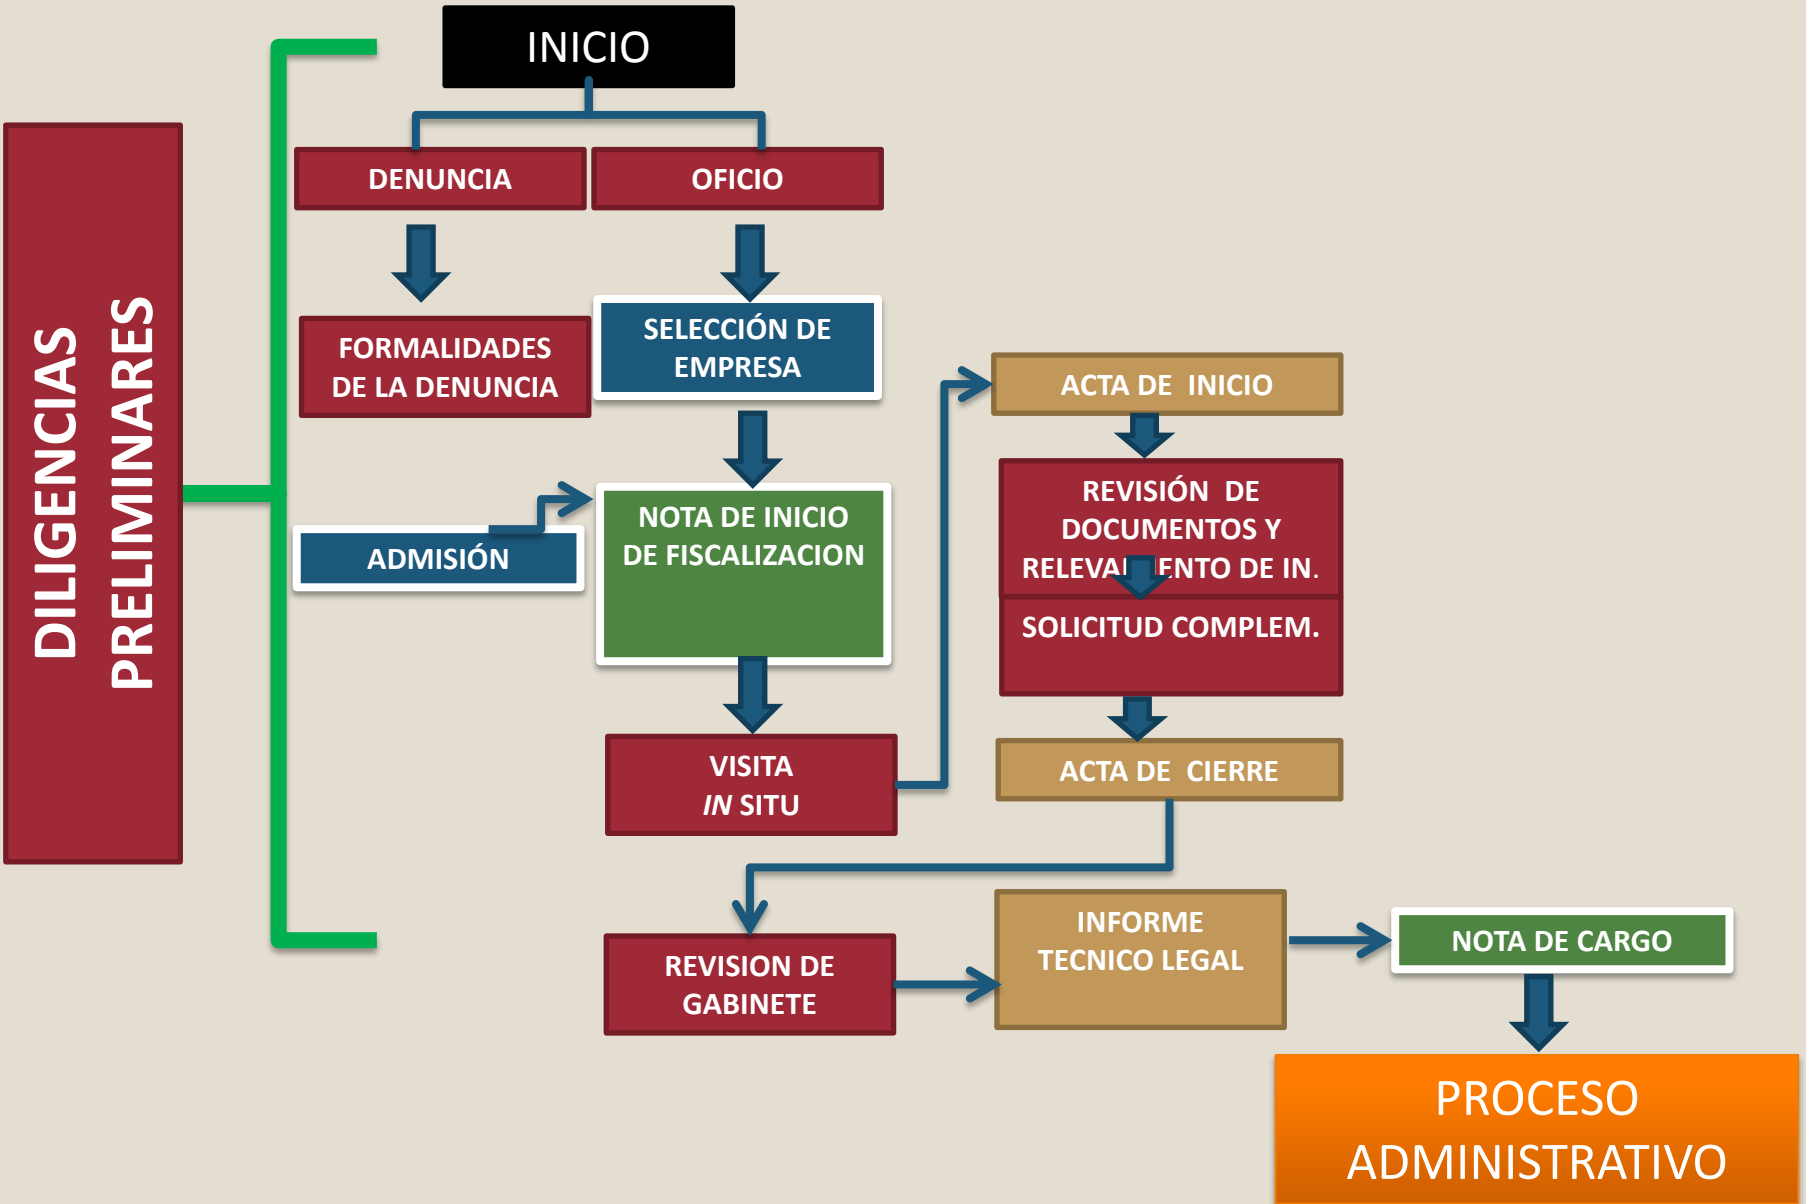 DILIGENCIAS
PRELIMINARES
INICIO
DENUNCIA
OFICIO
FORMALIDADES
DE LA DENUNCIA
SELECCIÓN DE
EMPRESA
ADMISIÓN
NOTA DE INICIO
DE FISCALIZACION
VISITA
IN SITU
ACTA DE INICIO
REVISIÓN DE
DOCUMENTOS Y
DE IN.
SOLICITUD COMPLEM.
ACTA DE CIERRE
REVISION DE
GABINETE
INFORME
TECNICO LEGAL
NOTA DE CARGO
PROCESO
ADMINISTRATIVO